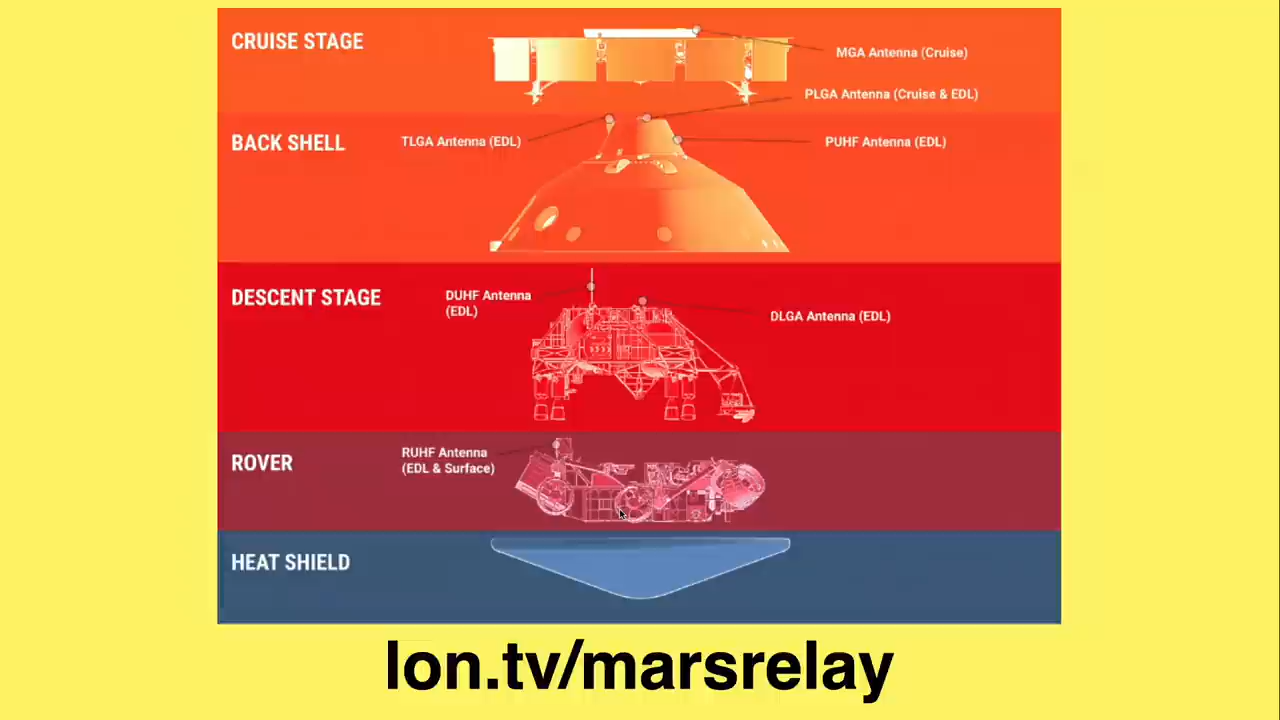 CRUISE STAGE
MGA Antenna (Cruise)
PLGA Antenna (Cruise & EDL)
BACK SHELL
TLGA Antenna (EDL)
PUHF Antenna (EDL)
DESCENT STAGE
DUHF Antenna
(EDL)
DLGA Antenna (EDL)
ROVER
RUHF Antenna
(EDL & Surface)
HEAT SHIELD
lon.tv/marsrelay